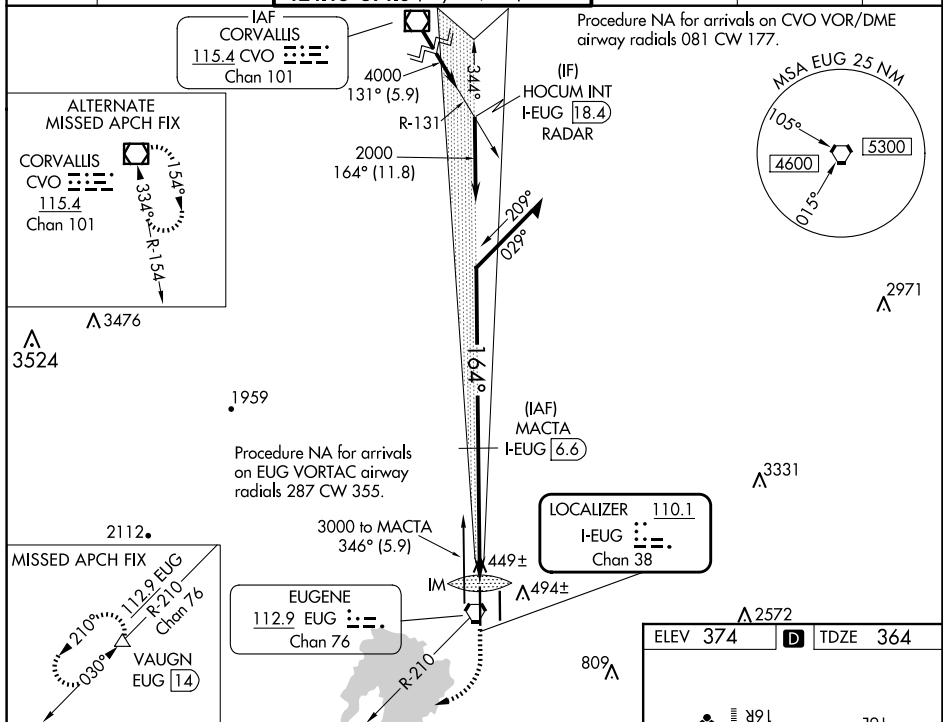 Procedure NA for arrivals on CVO VOR/DME
airway radials 081 CW 177.
IAF
CORVALLIS
115.4 CVO
Chan 101
4000
131° (5.9)
R-131
344°
(IF)
HOCUM INT
I-EUG 18.4
RADAR
2000
164° (11.8)
MSA EUG 25 NM
105°
4600
5300
015°
ALTERNATE
MISSED APCH FIX
CORVALLIS
CVO
115.4
Chan 101
154°
334°
R-154
209°
029°
2971
3476
3524
164°
1959
(IAF)
MACTA
I-EUG 6.6
Procedure NA for arrivals
on EUG VORTAC airway
radials 287 CW 355.
3331
3000 to MACTA
346° (5.9)
LOCALIZER 110.1
I-EUG
Chan 38
2112
449±
IM
494±
MISSED APCH FIX
112.9 EUG
R-210
Chan 76
210°
030°
VAUGN
EUG 14
EUGENE
112.9 EUG
Chan 76
R-210
2572
809
ELEV 374
D
TDZE 364
16R